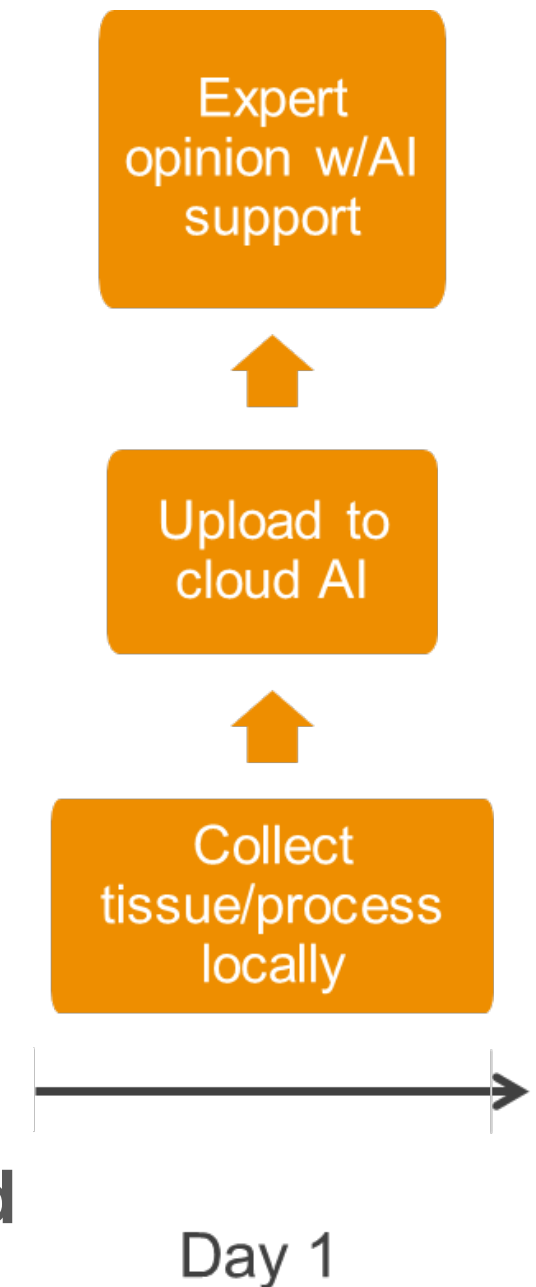 Expert
opinion w/AI
support
Upload to
cloud AI
Collect
tissue/process
locally
Day 1